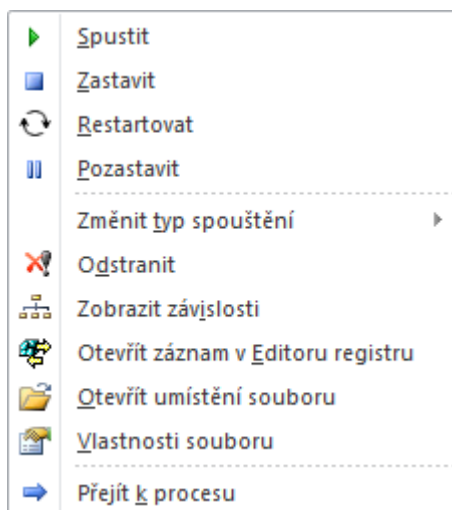 Spustit
Zastavit
Restartovat
Pozastavit
Změnit typ spouštění
Odstranit
Zobrazit závislosti
Otevřít záznam v Editoru registru
Otevřít umístění souboru
Vlastnosti souboru
Přejít k procesu